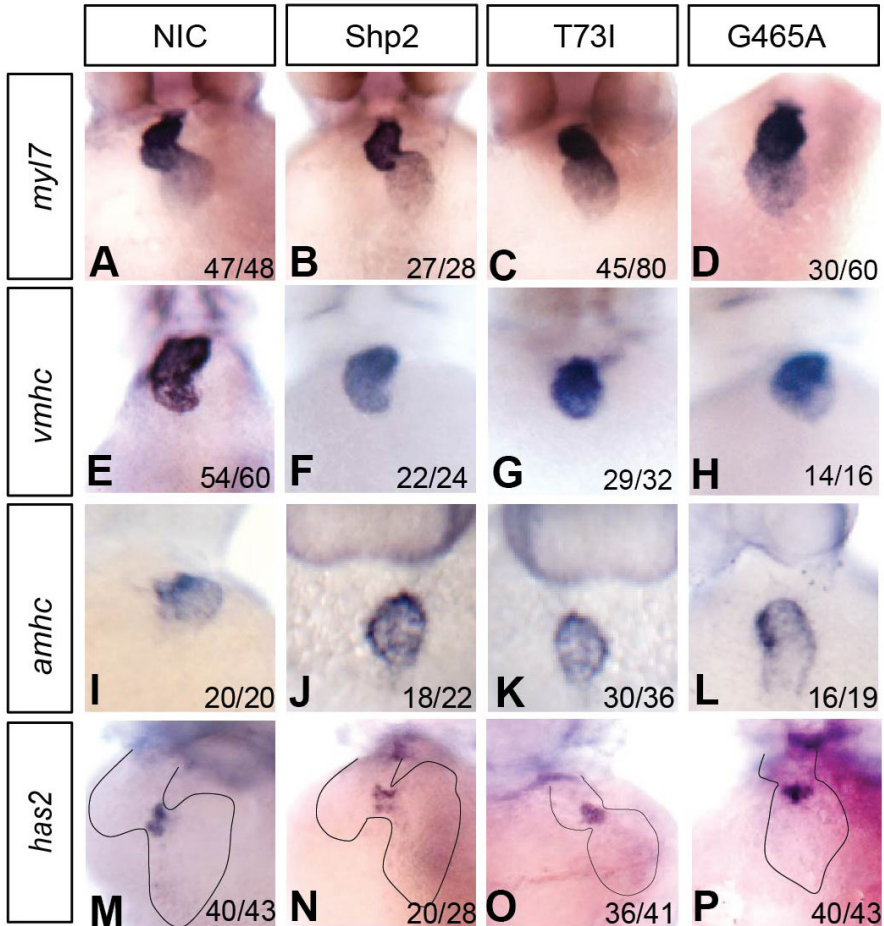 NIC Shp2 T73I G465A
myl7
A 47/48 B 27/28 C 45/80 D 30/60
vmhc
E 54/60 F 22/24 G 29/32 H 14/16
amhc
I 20/20 J 18/22 K 30/36 L 16/19
has2
M 40/43 N 20/28 O 36/41 P 40/43